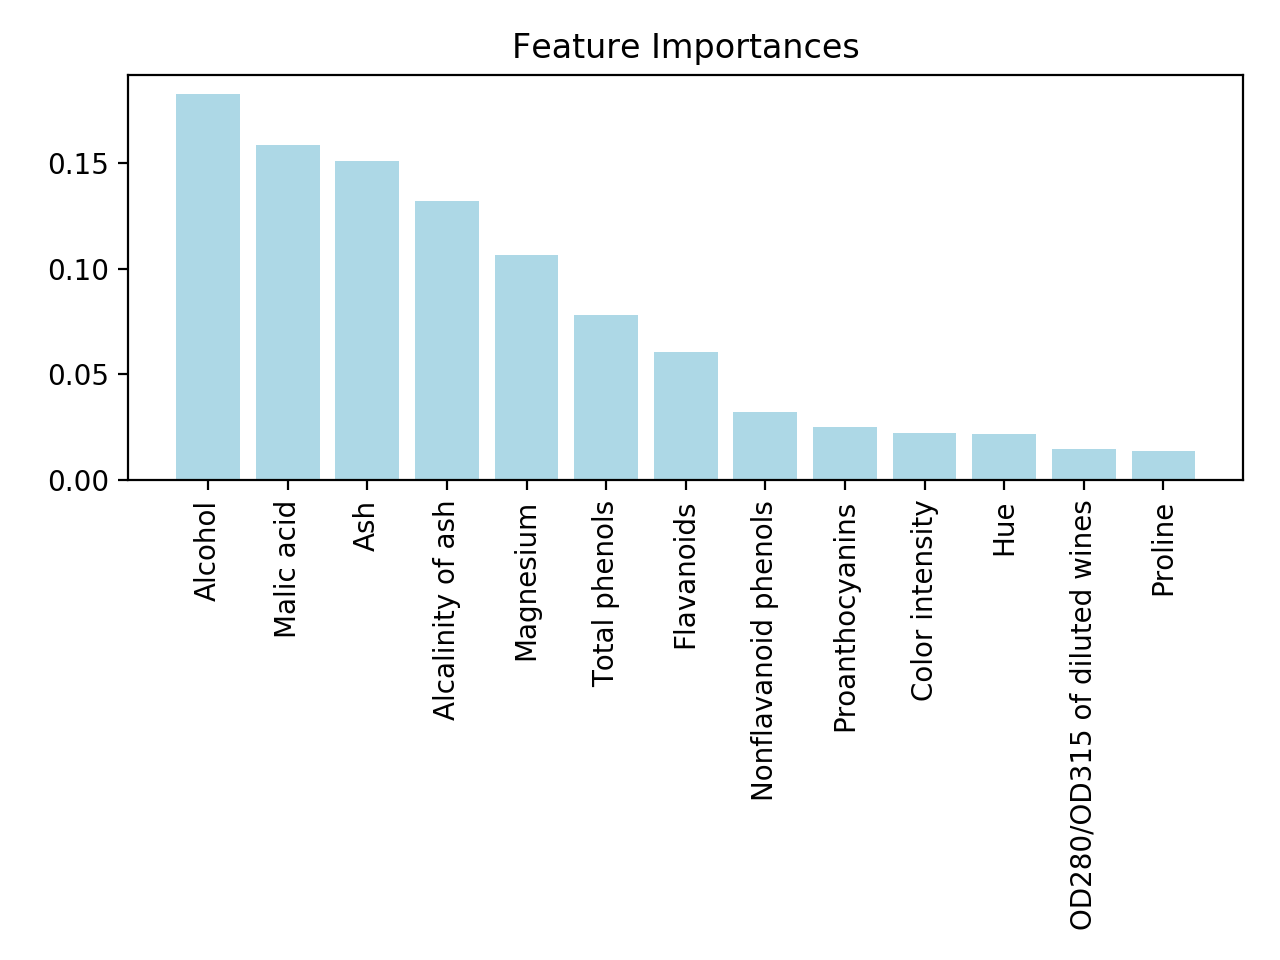 Feature Importances
0.15
0.10
0.05
0.00
Alcohol
Malic acid
Ash
Alcalinity of ash
Magnesium
Total phenols
Flavanoids
Nonflavanoid phenols
Proanthocyanins
Color intensity
Hue
OD280/OD315 of diluted wines
Proline